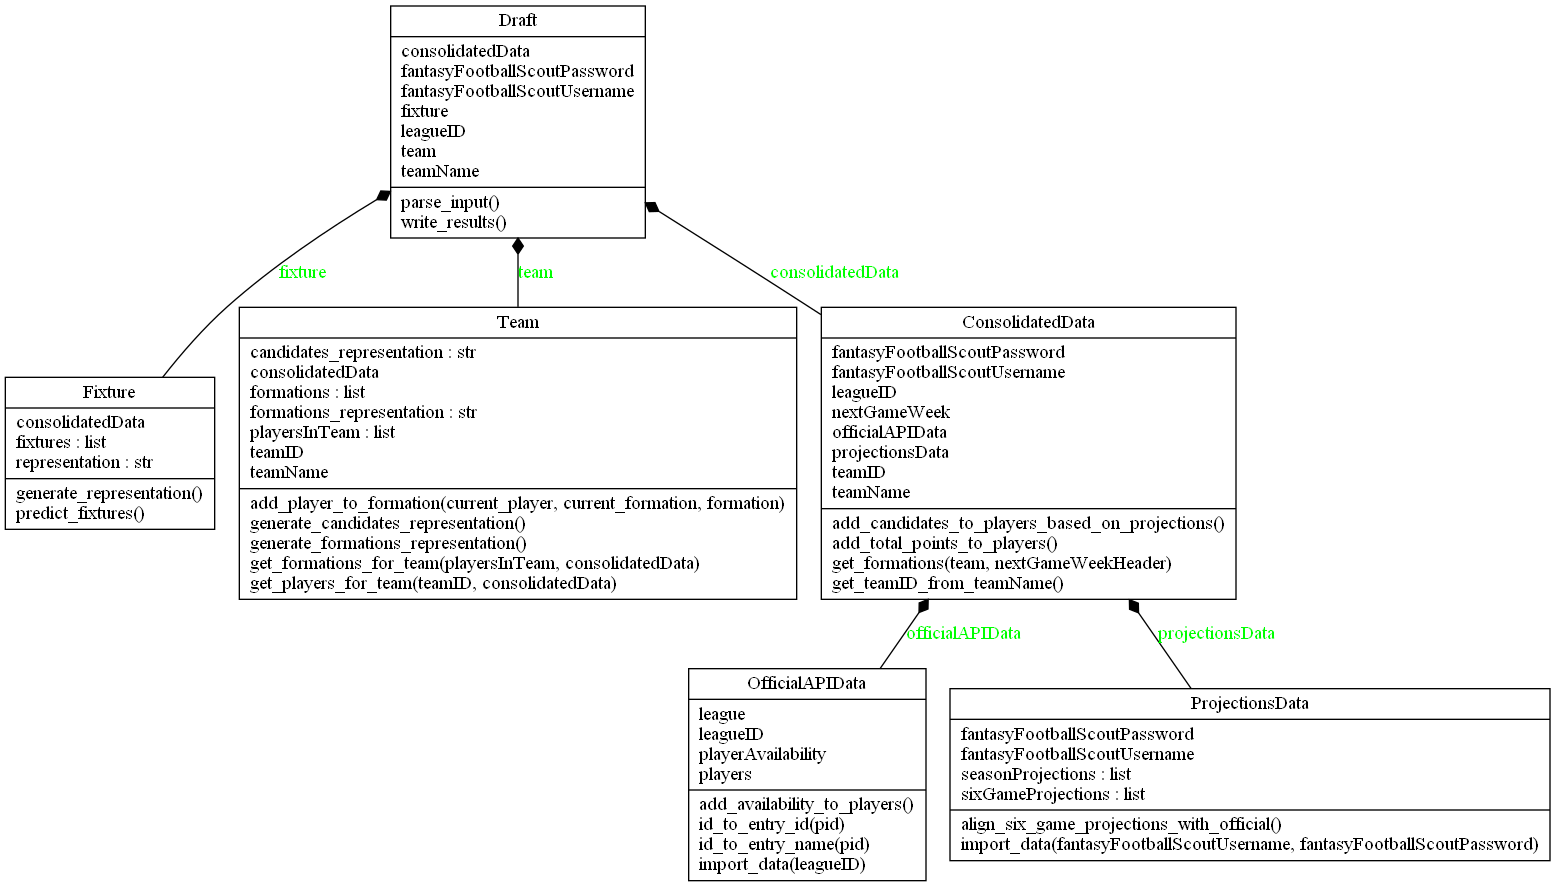 Draft
consolidatedData
fantasyFootballScoutPassword
fantasyFootballScoutUsername
fixture
leagueID
team
teamName
parse_input()
write_results()
fixture
team
consolidatedData
Fixture
consolidatedData
fixtures : list
representation : str
generate_representation()
predict_fixtures()
Team
candidates_representation : str
consolidatedData
formations : list
formations_representation : str
playersInTeam : list
teamID
teamName
add_player_to_formation(current_player, current_formation, formation)
generate_candidates_representation()
generate_formations_representation()
get_formations_for_team(playersInTeam, consolidatedData)
get_players_for_team(teamID, consolidatedData)
ConsolidatedData
fantasyFootballScoutPassword
fantasyFootballScoutUsername
leagueID
nextGameWeek
officialAPIData
projectionsData
teamID
teamName
add_candidates_to_players_based_on_projections()
add_total_points_to_players()
get_formations(team, nextGameWeekHeader)
get_teamID_from_teamName()
officialAPIData
projectionsData
OfficialAPIData
league
leagueID
playerAvailability
players
add_availability_to_players()
id_to_entry_id(pid)
id_to_entry_name(pid)
import_data(leagueID)
ProjectionsData
fantasyFootballScoutPassword
fantasyFootballScoutUsername
seasonProjections : list
sixGameProjections : list
align_six_game_projections_with_official()
import_data(fantasyFootballScoutUsername, fantasyFootballScoutPassword)